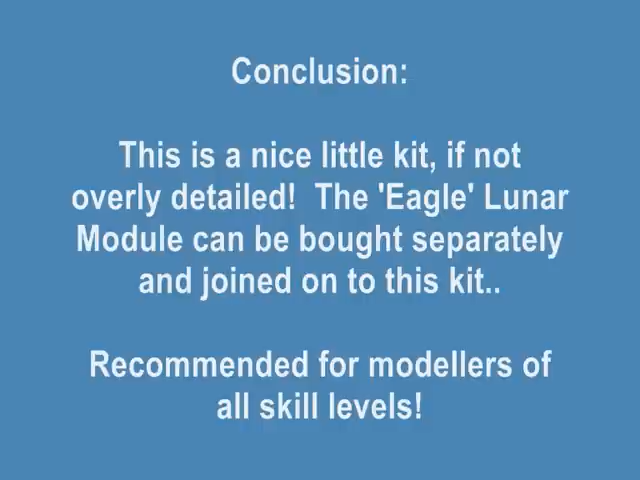 Conclusion:
This is a nice little kit, if not
overly detailed!  The 'Eagle' Lunar
Module can be bought separately
and joined on to this kit..
Recommended for modellers of
all skill levels!